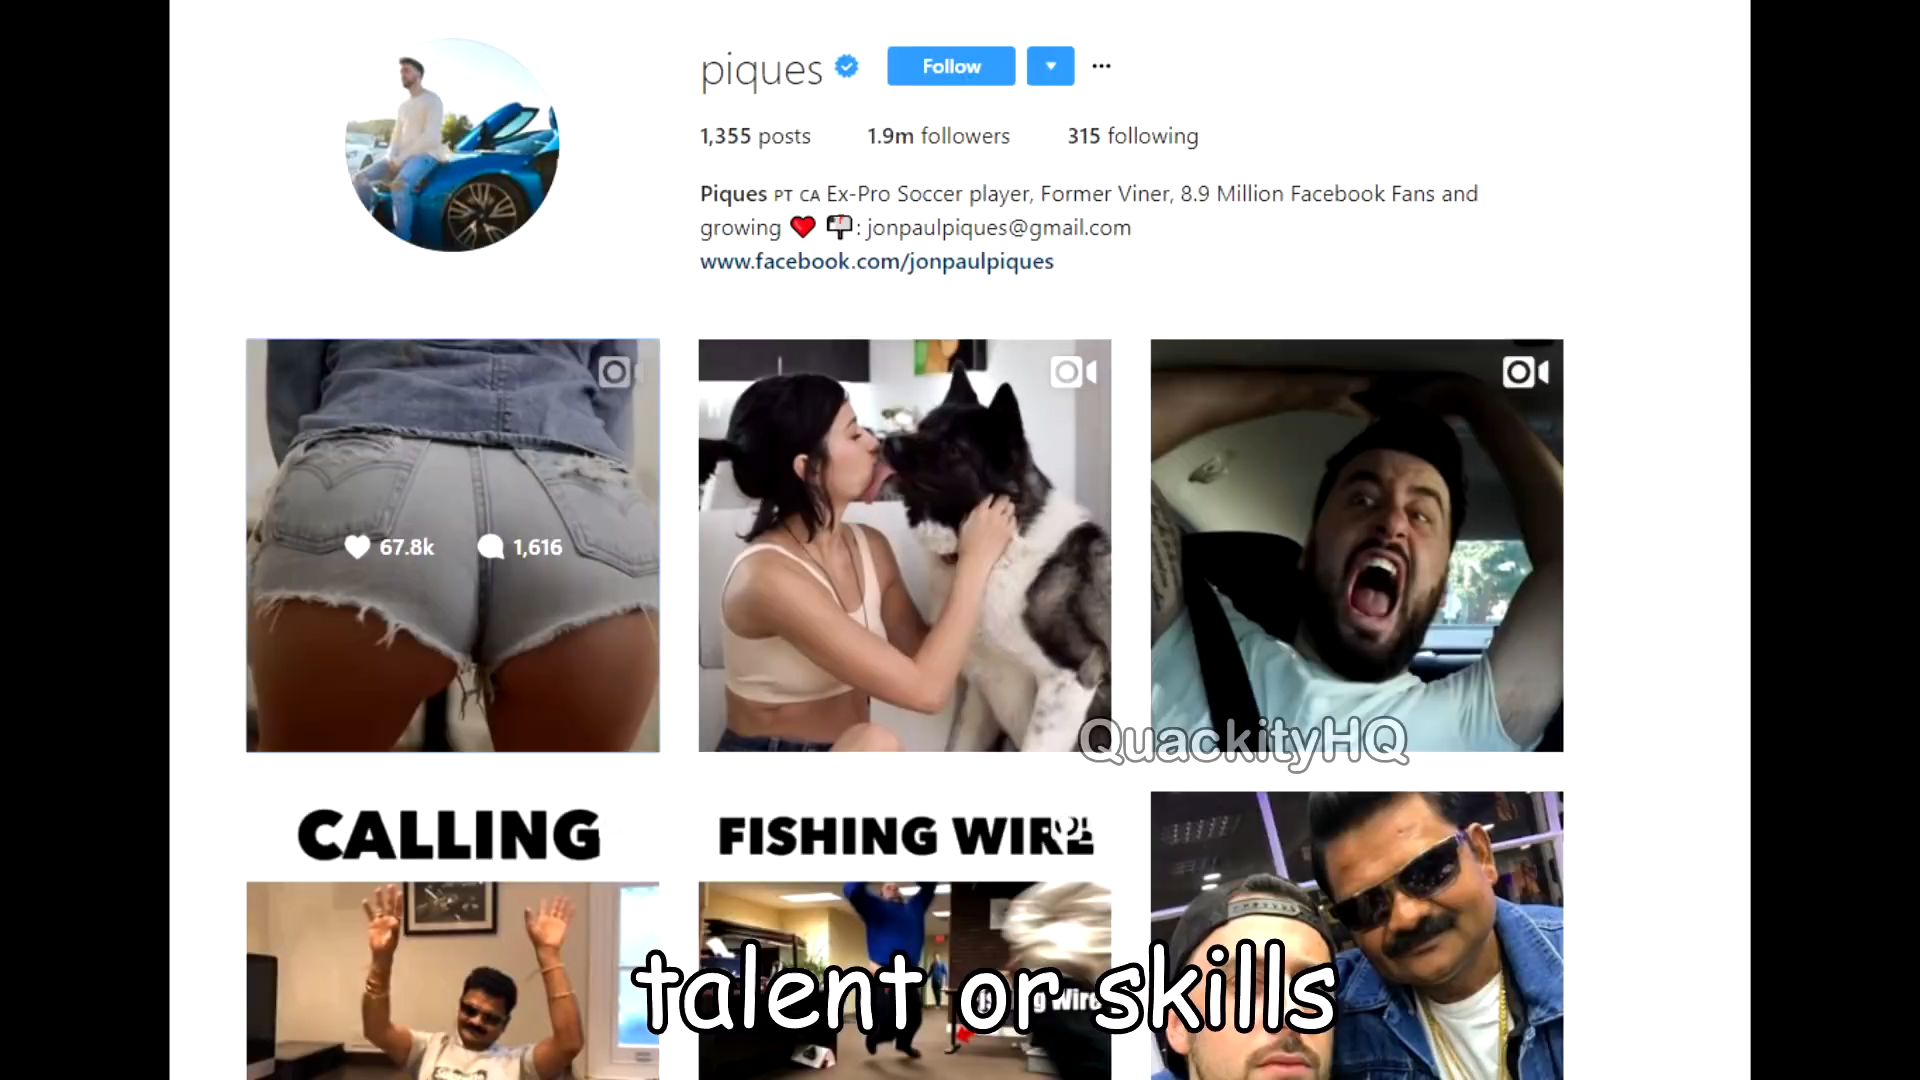 piques
Follow
1,355 posts 1.9m followers 315 following
Piques PT CA Ex-Pro Soccer player, Former Viner, 8.9 Million Facebook Fans and
growing ❤️ 📬: jonpaulpiques@gmail.com
www.facebook.com/jonpaulpiques
67.8k 1,616
QuackityHQ
CALLING
FISHING WIRE
talent or skills